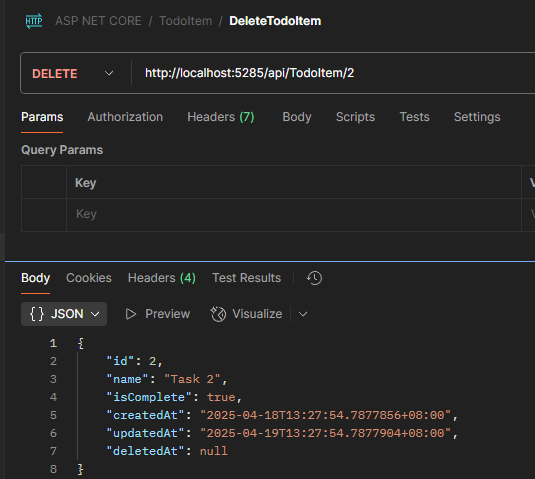 HTTP ASP NET CORE / TodoItem / DeleteTodoItem
DELETE http://localhost:5285/api/TodoItem/2
Params Authorization Headers (7) Body Scripts Tests Settings
Query Params
Key V
Key V
Body Cookies Headers (4) Test Results
{} JSON Preview Visualize
1 {
2 "id": 2,
3 "name": "Task 2",
4 "isComplete": true,
5 "createdAt": "2025-04-18T13:27:54.7877856+08:00",
6 "updatedAt": "2025-04-19T13:27:54.7877904+08:00",
7 "deletedAt": null
8 }